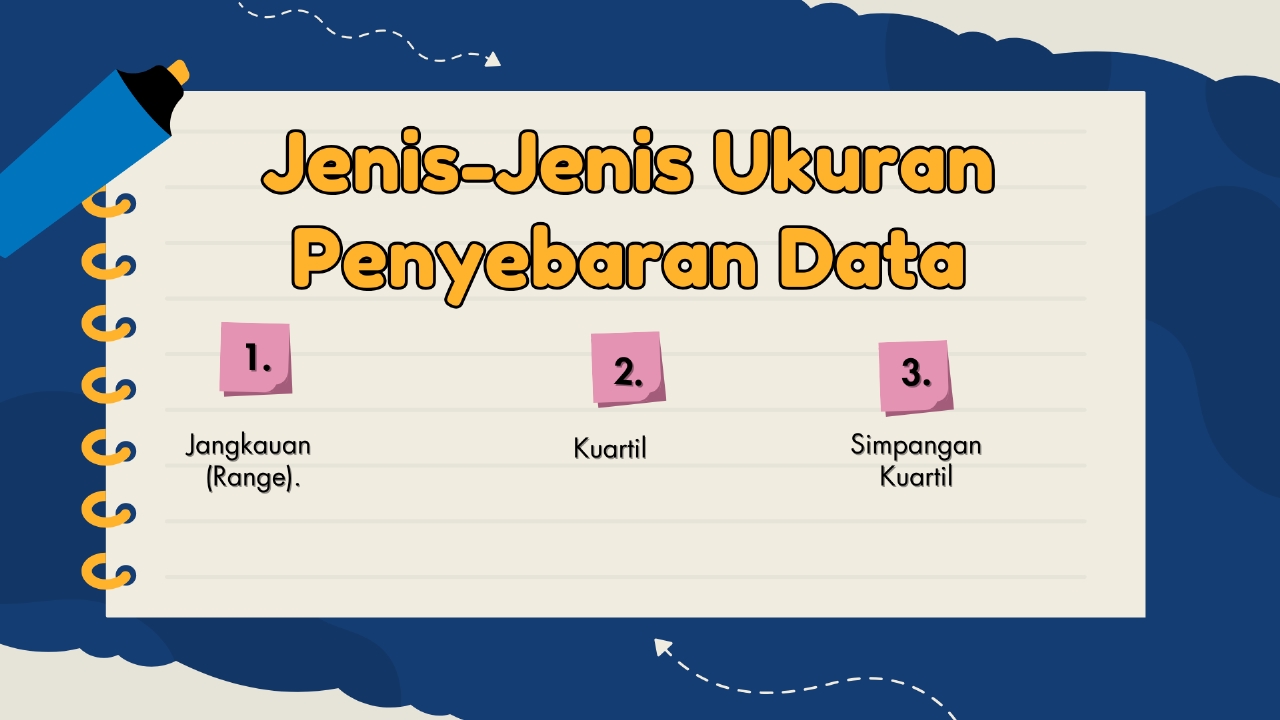 Jenis-Jenis Ukuran
Penyebaran Data
1.
Jangkauan
(Range).
2.
Kuartil
3.
Simpangan
Kuartil